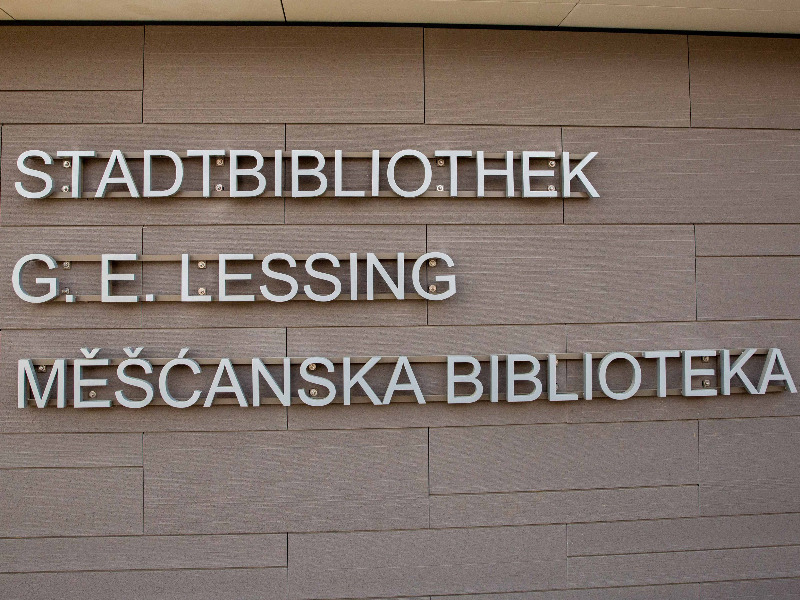 STADTBIBLIOTHEK
G. E. LESSING
MĚŠĆANSKA BIBLIOTEKA